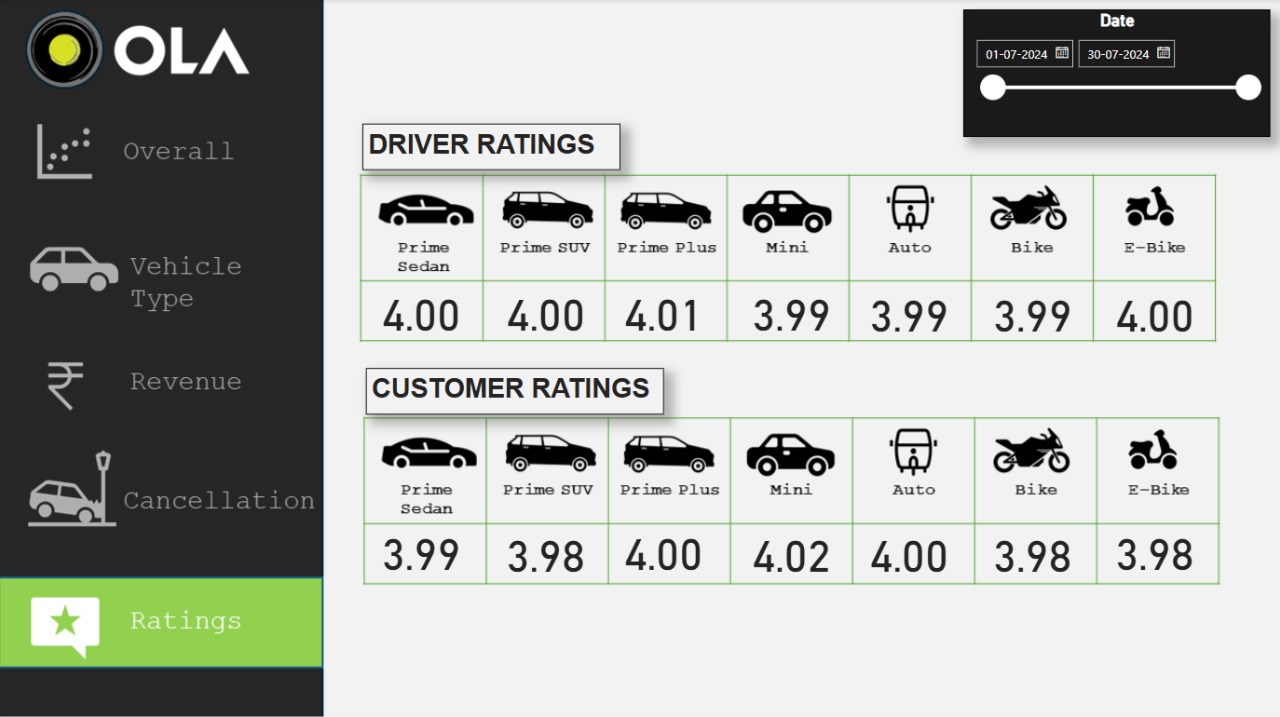 OLA
Overall
Vehicle
Type
Revenue
Cancellation
Ratings
Date
01-07-2024 30-07-2024
DRIVER RATINGS
Prime
Sedan
Prime SUV
Prime Plus
Mini
Auto
Bike
E-Bike
4.00 4.00 4.01 3.99 3.99 3.99 4.00
CUSTOMER RATINGS
Prime
Sedan
Prime SUV
Prime Plus
Mini
Auto
Bike
E-Bike
3.99 3.98 4.00 4.02 4.00 3.98 3.98